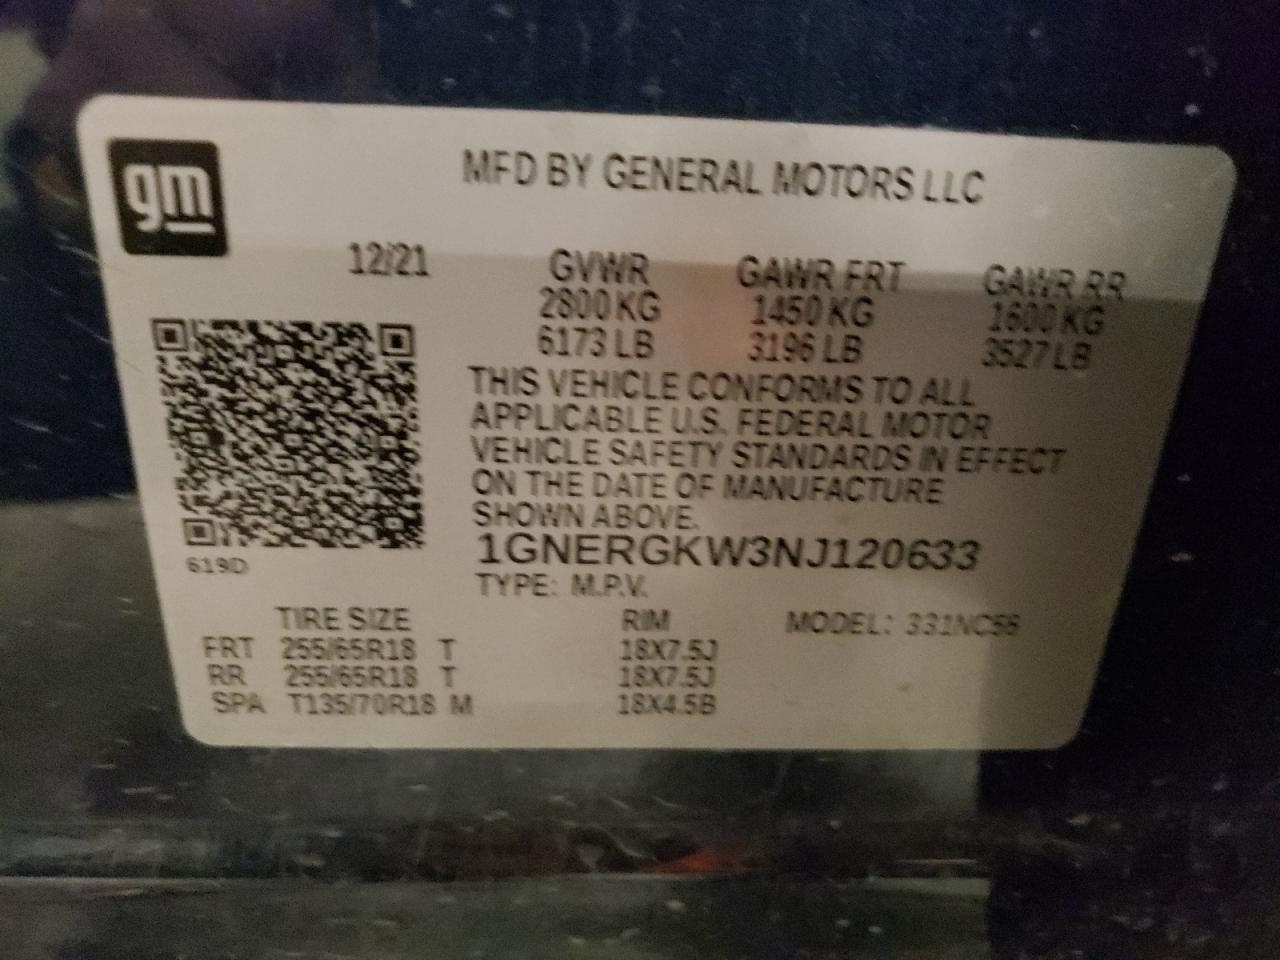 gm
MFD BY GENERAL MOTORS LLC
12/21 GVWR GAWR FRT GAWR RR
2800 KG 1450 KG 1600 KG
6173 LB 3196 LB 3527 LB
THIS VEHICLE CONFORMS TO ALL
APPLICABLE U.S. FEDERAL MOTOR
VEHICLE SAFETY STANDARDS IN EFFECT
ON THE DATE OF MANUFACTURE
SHOWN ABOVE.
1GNERGKW3NJ120633
619D
TYPE: M.P.V.
TIRE SIZE RIM MODEL: 331NC56
FRT 255/65R18 T 18X7.5J
RR 255/65R18 T 18X7.5J
SPA T135/70R18 M 18X4.5B